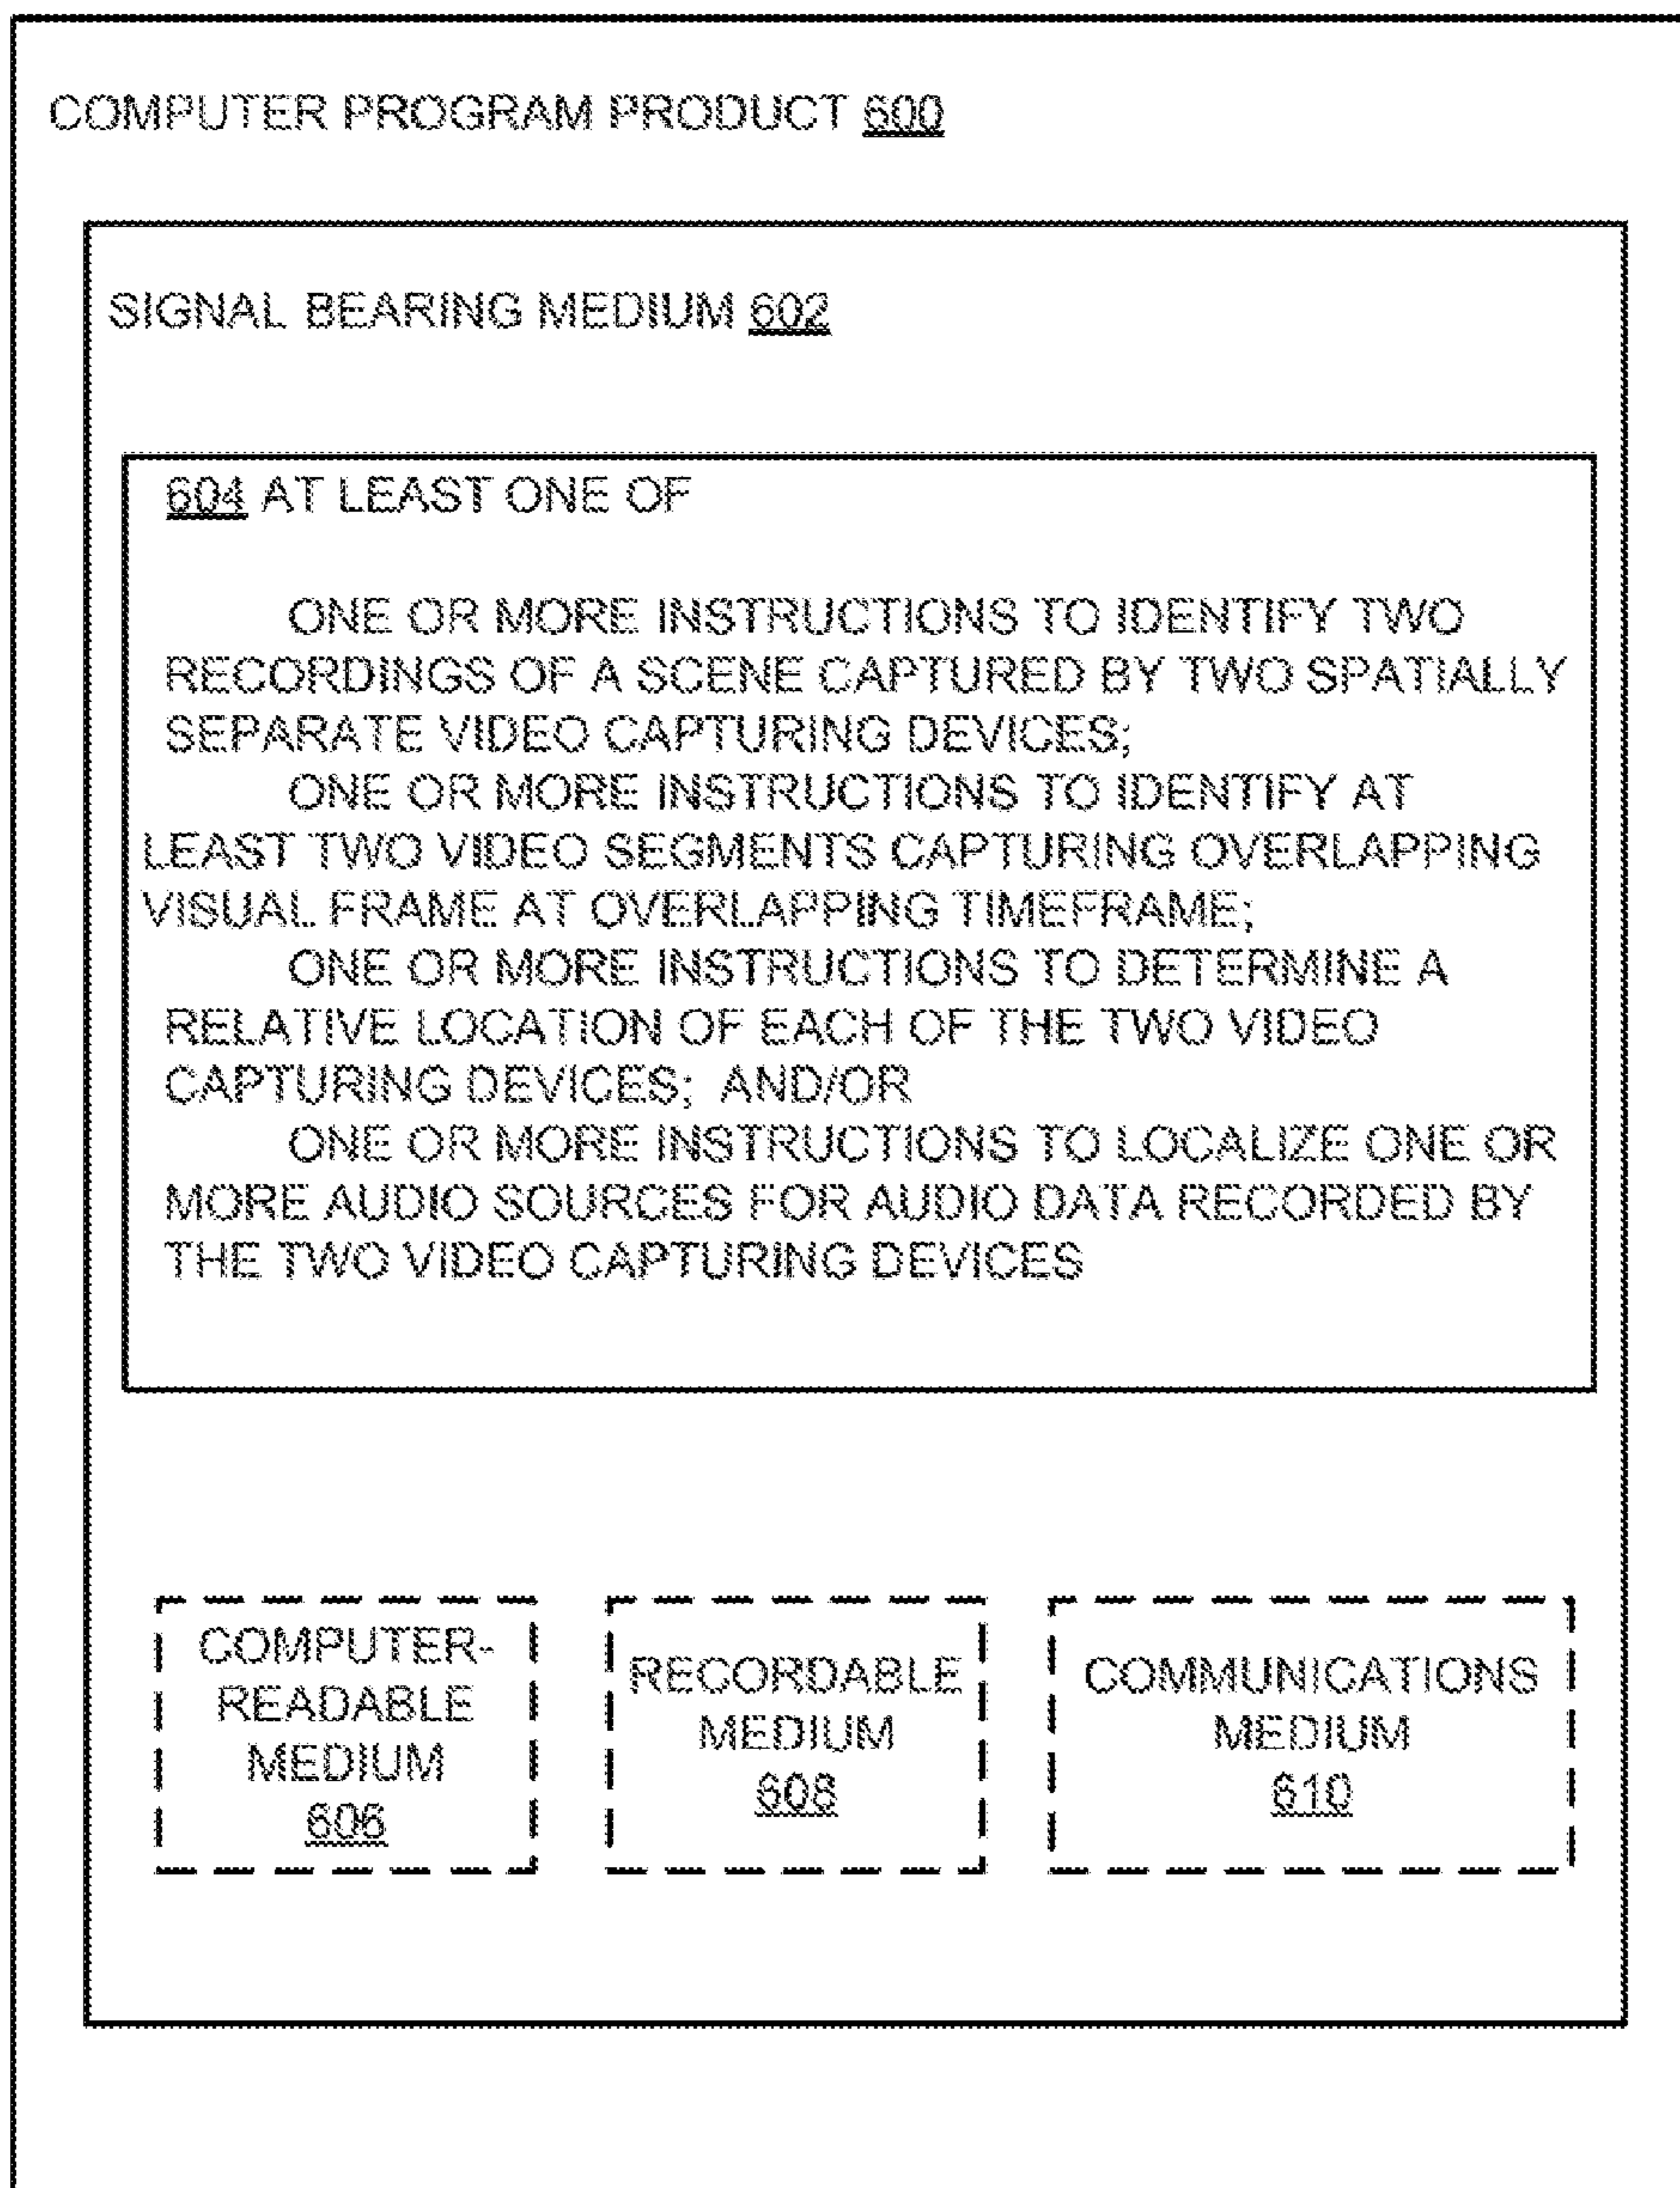 COMPUTER PROGRAM PRODUCT 600
SIGNAL BEARING MEDIUM 602
604 AT LEAST ONE OF
ONE OR MORE INSTRUCTIONS TO IDENTIFY TWO
RECORDINGS OF A SCENE CAPTURED BY TWO SPATIALLY
SEPARATE VIDEO CAPTURING DEVICES;
ONE OR MORE INSTRUCTIONS TO IDENTIFY AT
LEAST TWO VIDEO SEGMENTS CAPTURING OVERLAPPING
VISUAL FRAME AT OVERLAPPING TIMEFRAME;
ONE OR MORE INSTRUCTIONS TO DETERMINE A
RELATIVE LOCATION OF EACH OF THE TWO VIDEO
CAPTURING DEVICES; AND/OR
ONE OR MORE INSTRUCTIONS TO LOCALIZE ONE OR
MORE AUDIO SOURCES FOR AUDIO DATA RECORDED BY
THE TWO VIDEO CAPTURING DEVICES
COMPUTER-
READABLE
MEDIUM
606
RECORDABLE
MEDIUM
608
COMMUNICATIONS
MEDIUM
610